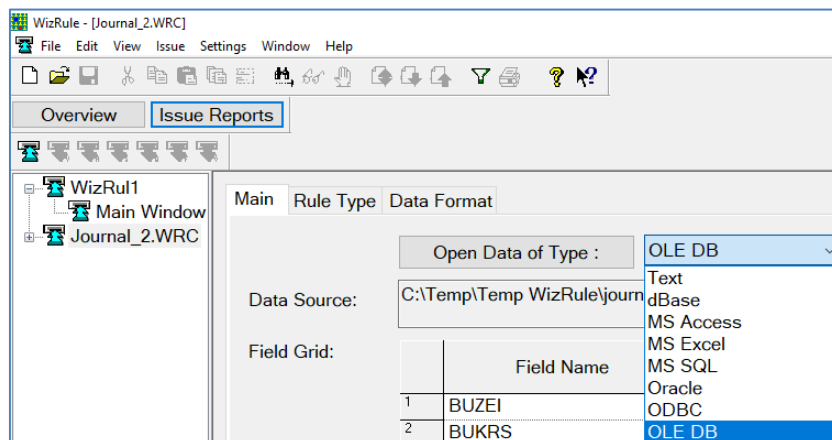 WizRule - [Journal_2.WRC]
File Edit View Issue Settings Window Help
Overview Issue Reports
WizRul1
Main Window
Journal_2.WRC
Main Rule Type Data Format
Open Data of Type : OLE DB
Data Source: C:\Temp\Temp WizRule\journ
Text
dBase
MS Access
MS Excel
MS SQL
Oracle
ODBC
OLE DB
Field Grid:
Field Name
1 BUZEI
2 BUKRS